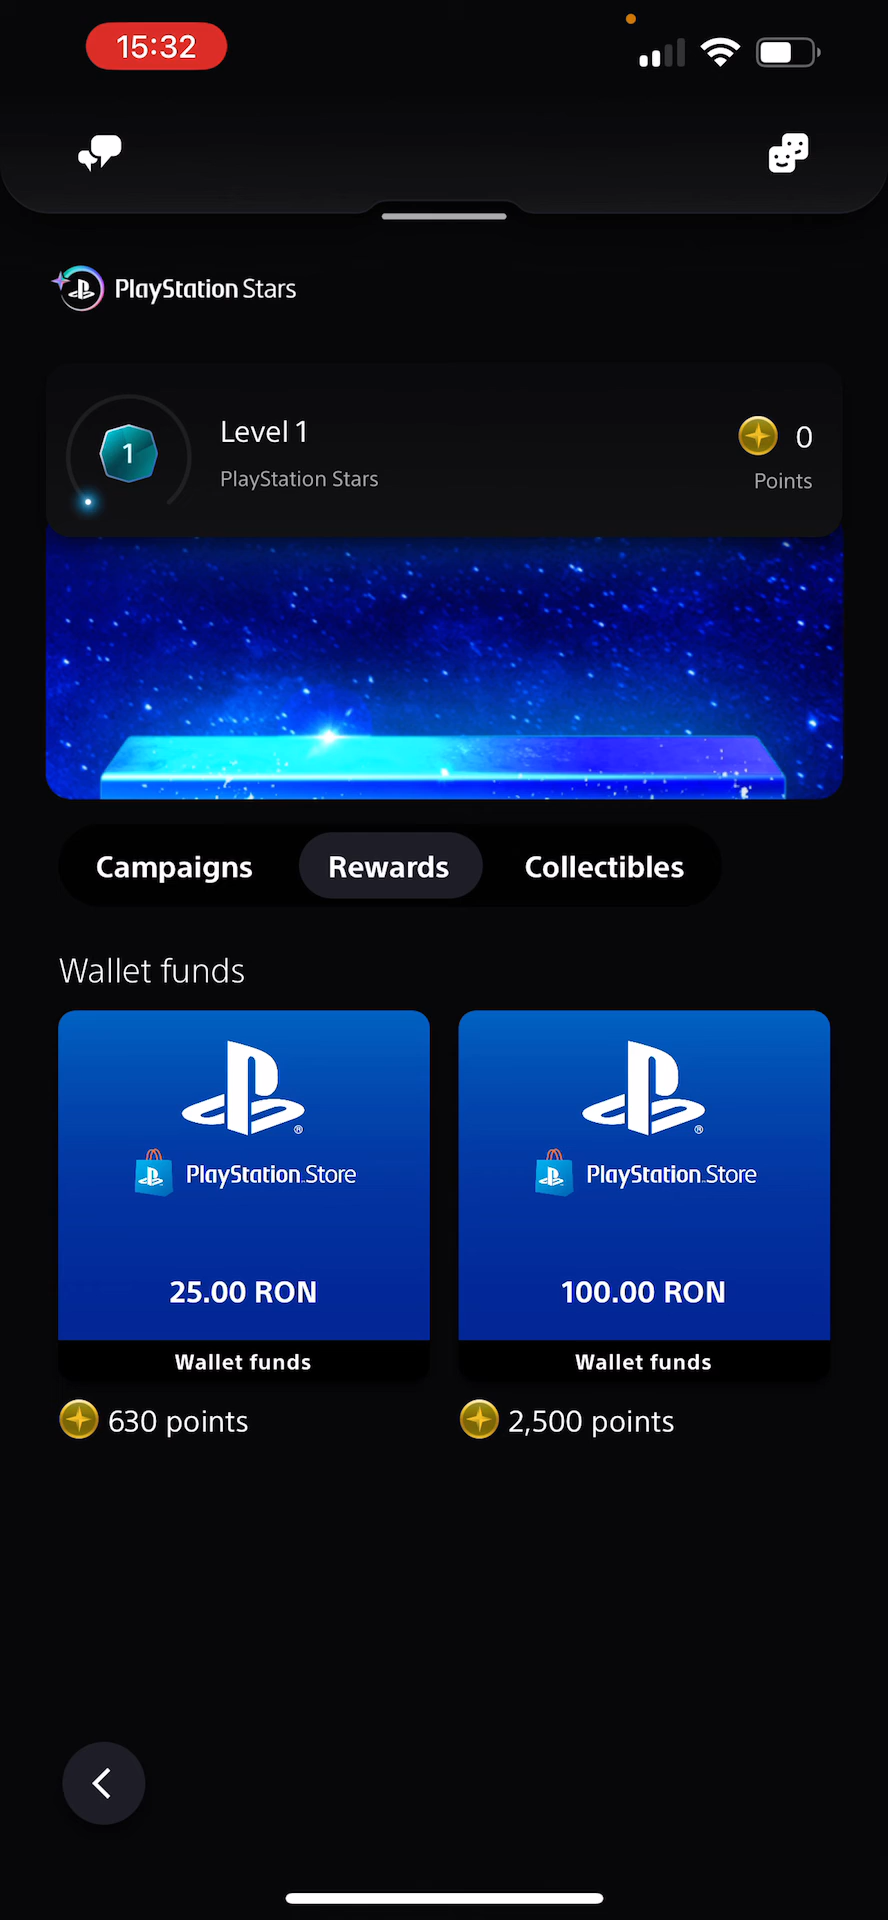 15:32
PlayStation Stars
1
Level 1
0
PlayStation Stars
Points
Campaigns
Rewards
Collectibles
Wallet funds
®
PlayStation Store
25.00 RON
Wallet funds
630 points
®
PlayStation Store
100.00 RON
Wallet funds
2,500 points